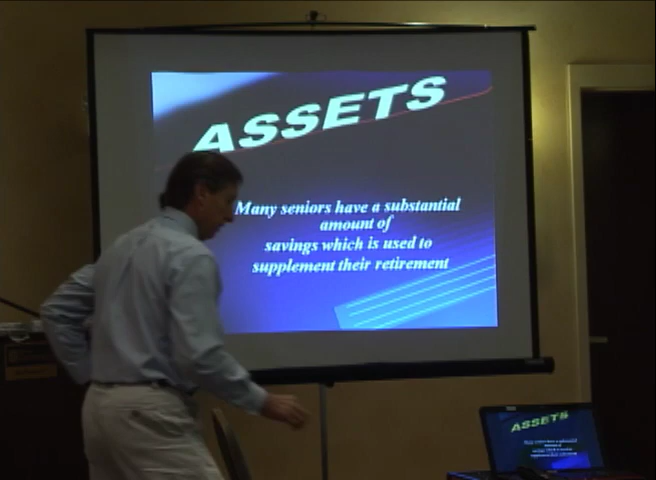 ASSETS
Many seniors have a substantial
amount of
savings which is used to
supplement their retirement
ASSETS